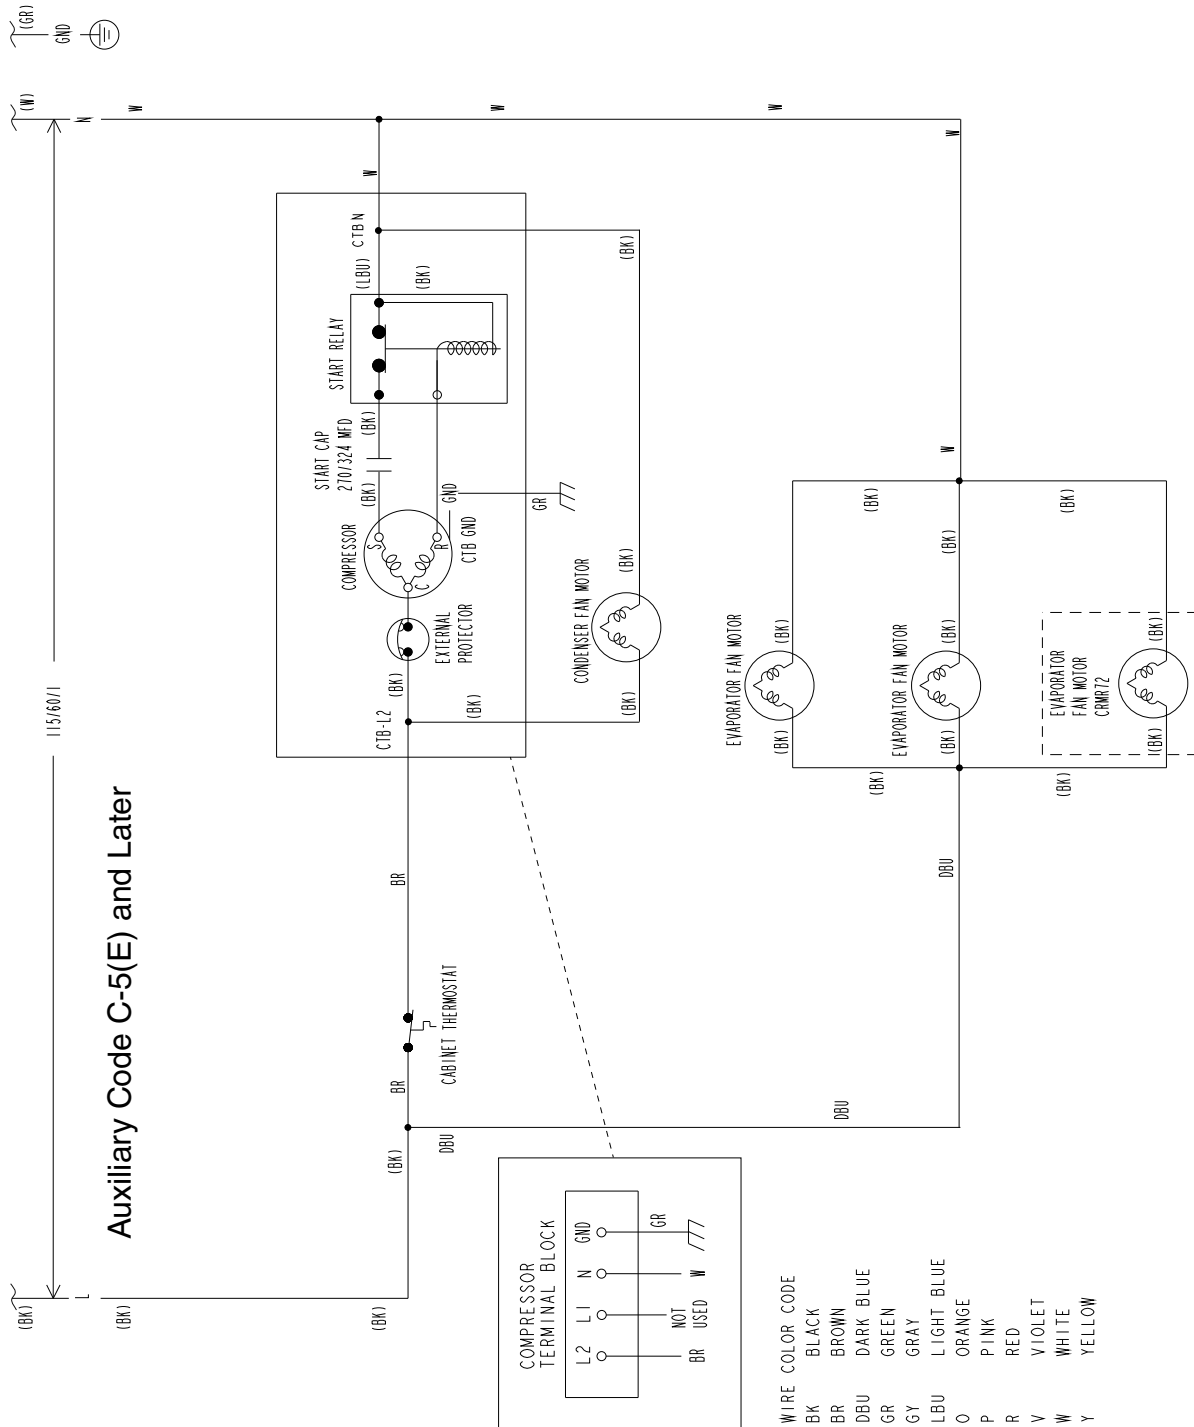 Auxiliary Code C-5(E) and Later
115/60/1
(BK)
L
(BK)
(BK)
(BK)
BR
CABINET THERMOSTAT
BR
CTB-L2
(BK)
(BK)
EXTERNAL
PROTECTOR
COMPRESSOR
C
S
R
GND
CTB GND
GR
(BK)
START CAP
270/324 MFD
(BK)
START RELAY
(LBU)
(BK)
CTB N
W
(W)
N
W
W
W
W
(GR)
GND
CONDENSER FAN MOTOR
(BK)
(BK)
(BK)
DBU
DBU
DBU
(BK)
(BK)
EVAPORATOR FAN MOTOR
(BK)
(BK)
(BK)
EVAPORATOR FAN MOTOR
(BK)
(BK)
(BK)
EVAPORATOR
FAN MOTOR
CRMR72
(BK)
(BK)
(BK)
W
COMPRESSOR
TERMINAL BLOCK
L2 L1 N GND
BR
NOT
USED
W
GR
WIRE COLOR CODE
BK BLACK
BR BROWN
DBU DARK BLUE
GR GREEN
GY GRAY
LBU LIGHT BLUE
O ORANGE
P PINK
R RED
V VIOLET
W WHITE
Y YELLOW